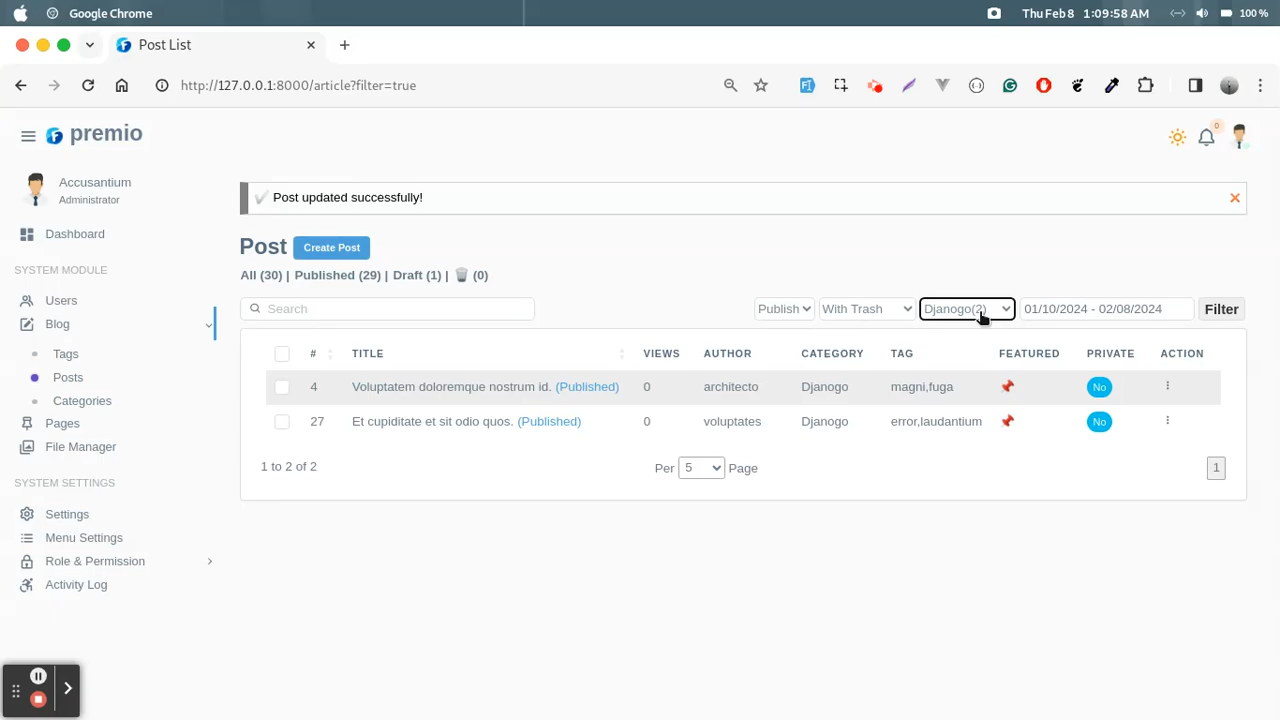 Google Chrome
Thu Feb 8 1:09:58 AM
100 %
Post List
http://127.0.0.1:8000/article?filter=true
premio
0
Accusantium
Administrator
Dashboard
SYSTEM MODULE
Users
Blog
Tags
Posts
Categories
Pages
File Manager
SYSTEM SETTINGS
Settings
Menu Settings
Role & Permission
Activity Log
Post updated successfully!
Post Create Post
All (30) | Published (29) | Draft (1) | (0)
Search
Publish With Trash Djanogo(2) 01/10/2024 - 02/08/2024 Filter
# TITLE VIEWS AUTHOR CATEGORY TAG FEATURED PRIVATE ACTION
4 Voluptatem doloremque nostrum id. (Published) 0 architecto Djanogo magni,fuga No
27 Et cupiditate et sit odio quos. (Published) 0 voluptates Djanogo error,laudantium No
1 to 2 of 2 Per 5 Page 1